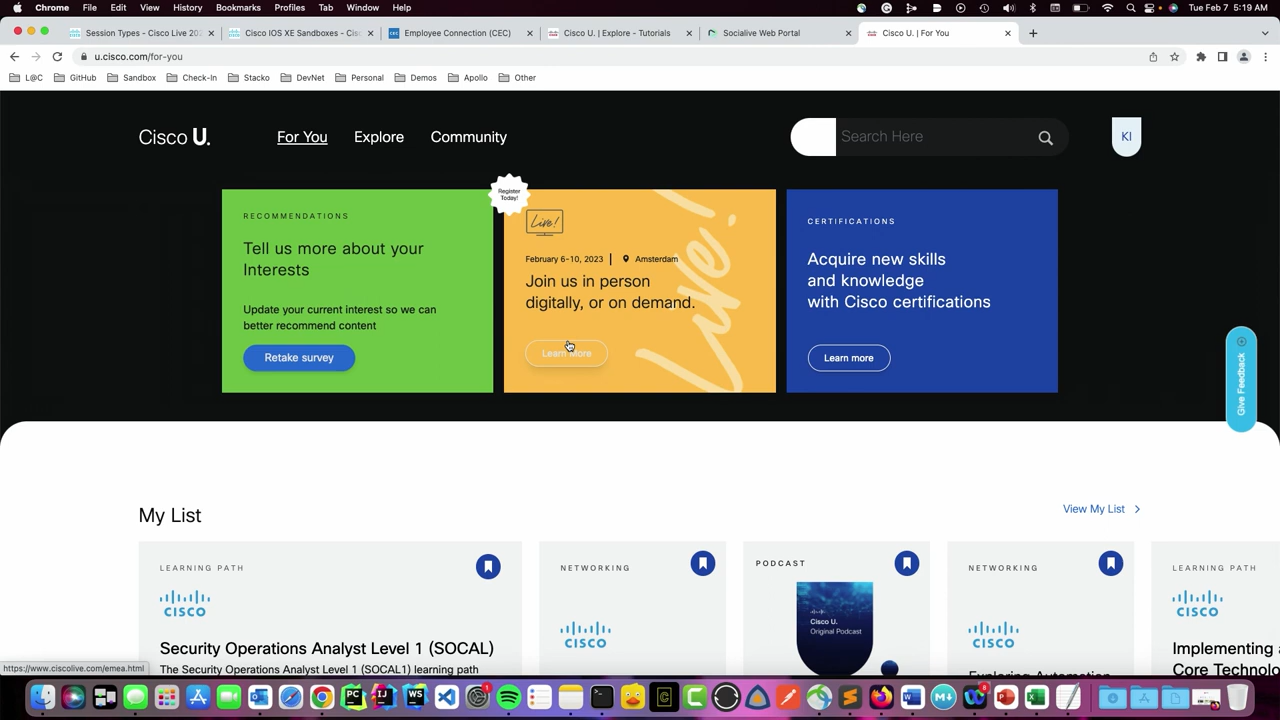 Chrome File Edit View History Bookmarks Profiles Tab Window Help Tue Feb 7 5:19 AM
Session Types - Cisco Live 202 Cisco IOS XE Sandboxes - Cis Employee Connection (CEC) Cisco U. | Explore - Tutorials Socialive Web Portal Cisco U. | For You
u.cisco.com/for-you
L@C GitHub Sandbox Check-In Stacko DevNet Personal Demos Apollo Other
Cisco U. For You Explore Community Search Here KI
RECOMMENDATIONS
Tell us more about your
Interests
Update your current interest so we can
better recommend content
Retake survey
Register
Today!
Live!
February 6-10, 2023 | Amsterdam
Join us in person
digitally, or on demand.
Learn More
Live!
CERTIFICATIONS
Acquire new skills
and knowledge
with Cisco certifications
Learn more
Give Feedback
My List
View My List
LEARNING PATH
CISCO
Security Operations Analyst Level 1 (SOCAL)
The Security Operations Analyst Level 1 (SOCAL1) learning path
NETWORKING
CISCO
PODCAST
Cisco U.
Original Podcast
NETWORKING
CISCO
Exploring Automation
LEARNING PATH
CISCO
Implementing a
Core Technolo
https://www.ciscolive.com/emea.html